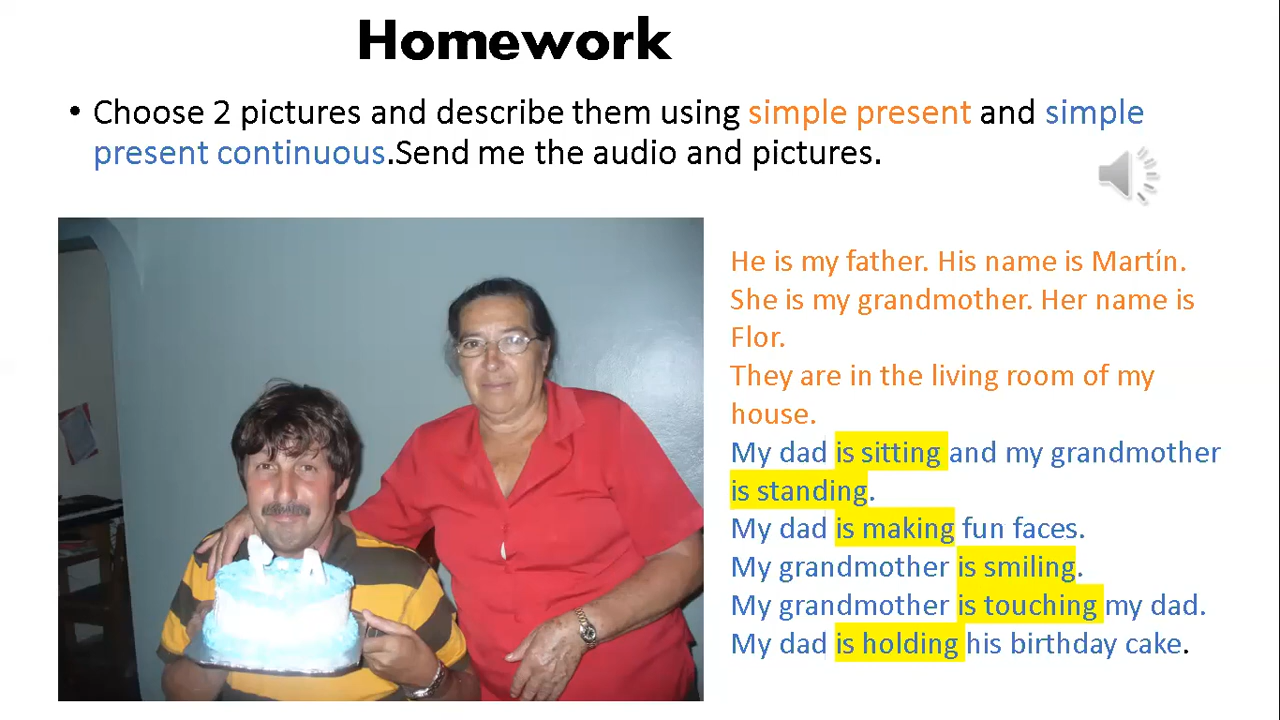 Homework
• Choose 2 pictures and describe them using simple present and simple
present continuous.Send me the audio and pictures.
He is my father. His name is Martín.
She is my grandmother. Her name is
Flor.
They are in the living room of my
house.
My dad is sitting and my grandmother
is standing.
My dad is making fun faces.
My grandmother is smiling.
My grandmother is touching my dad.
My dad is holding his birthday cake.